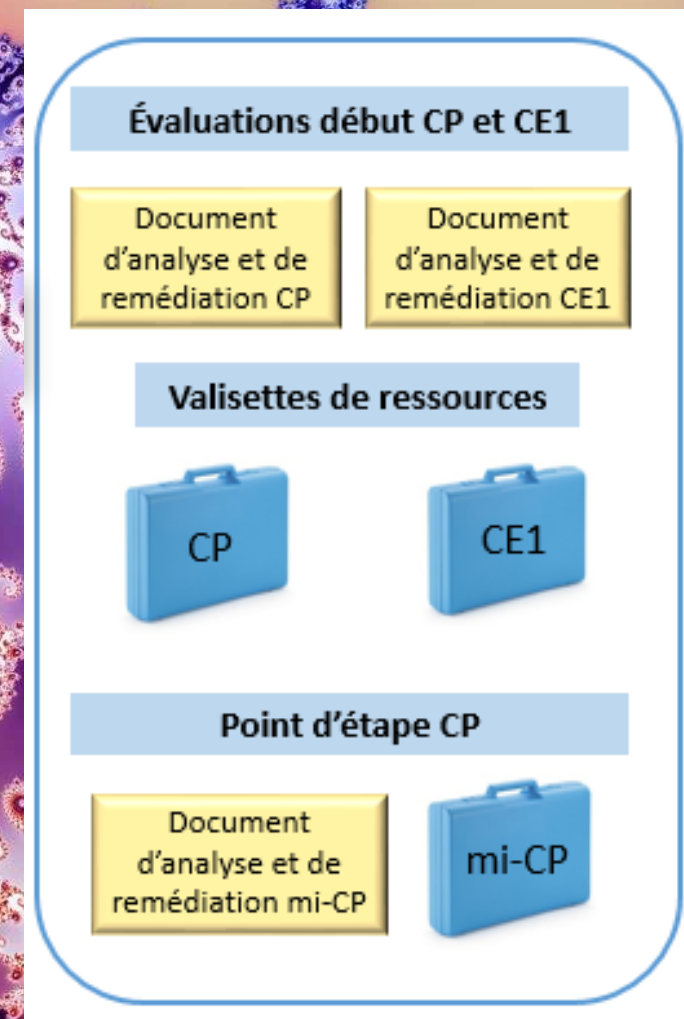 Évaluations début CP et CE1
Document
d'analyse et de
remédiation CP
Document
d'analyse et de
remédiation CE1
Valisettes de ressources
CP
CE1
Point d'étape CP
Document
d'analyse et de
remédiation mi-CP
mi-CP